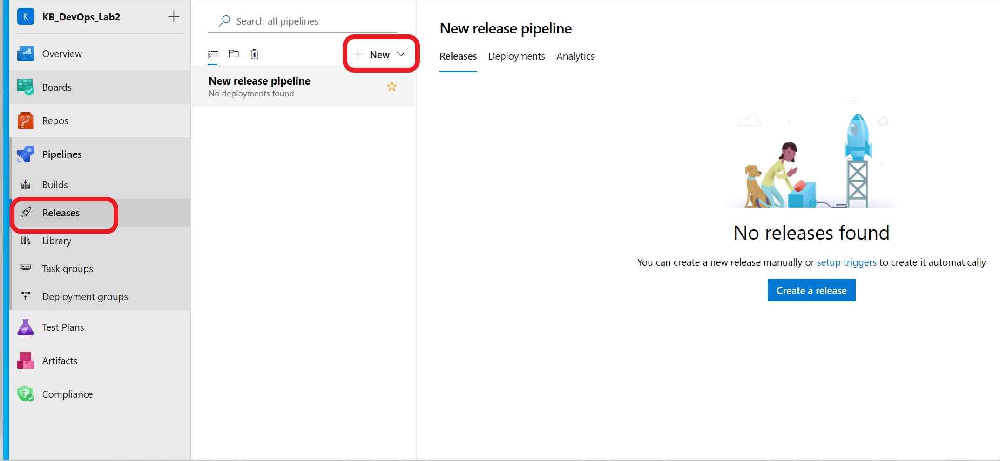 K
KB_DevOps_Lab2
Overview
Boards
Repos
Pipelines
Builds
Releases
Library
Task groups
Deployment groups
Test Plans
Artifacts
Compliance
Search all pipelines
New
New release pipeline
No deployments found
New release pipeline
Releases Deployments Analytics
No releases found
You can create a new release manually or setup triggers to create it automatically
Create a release